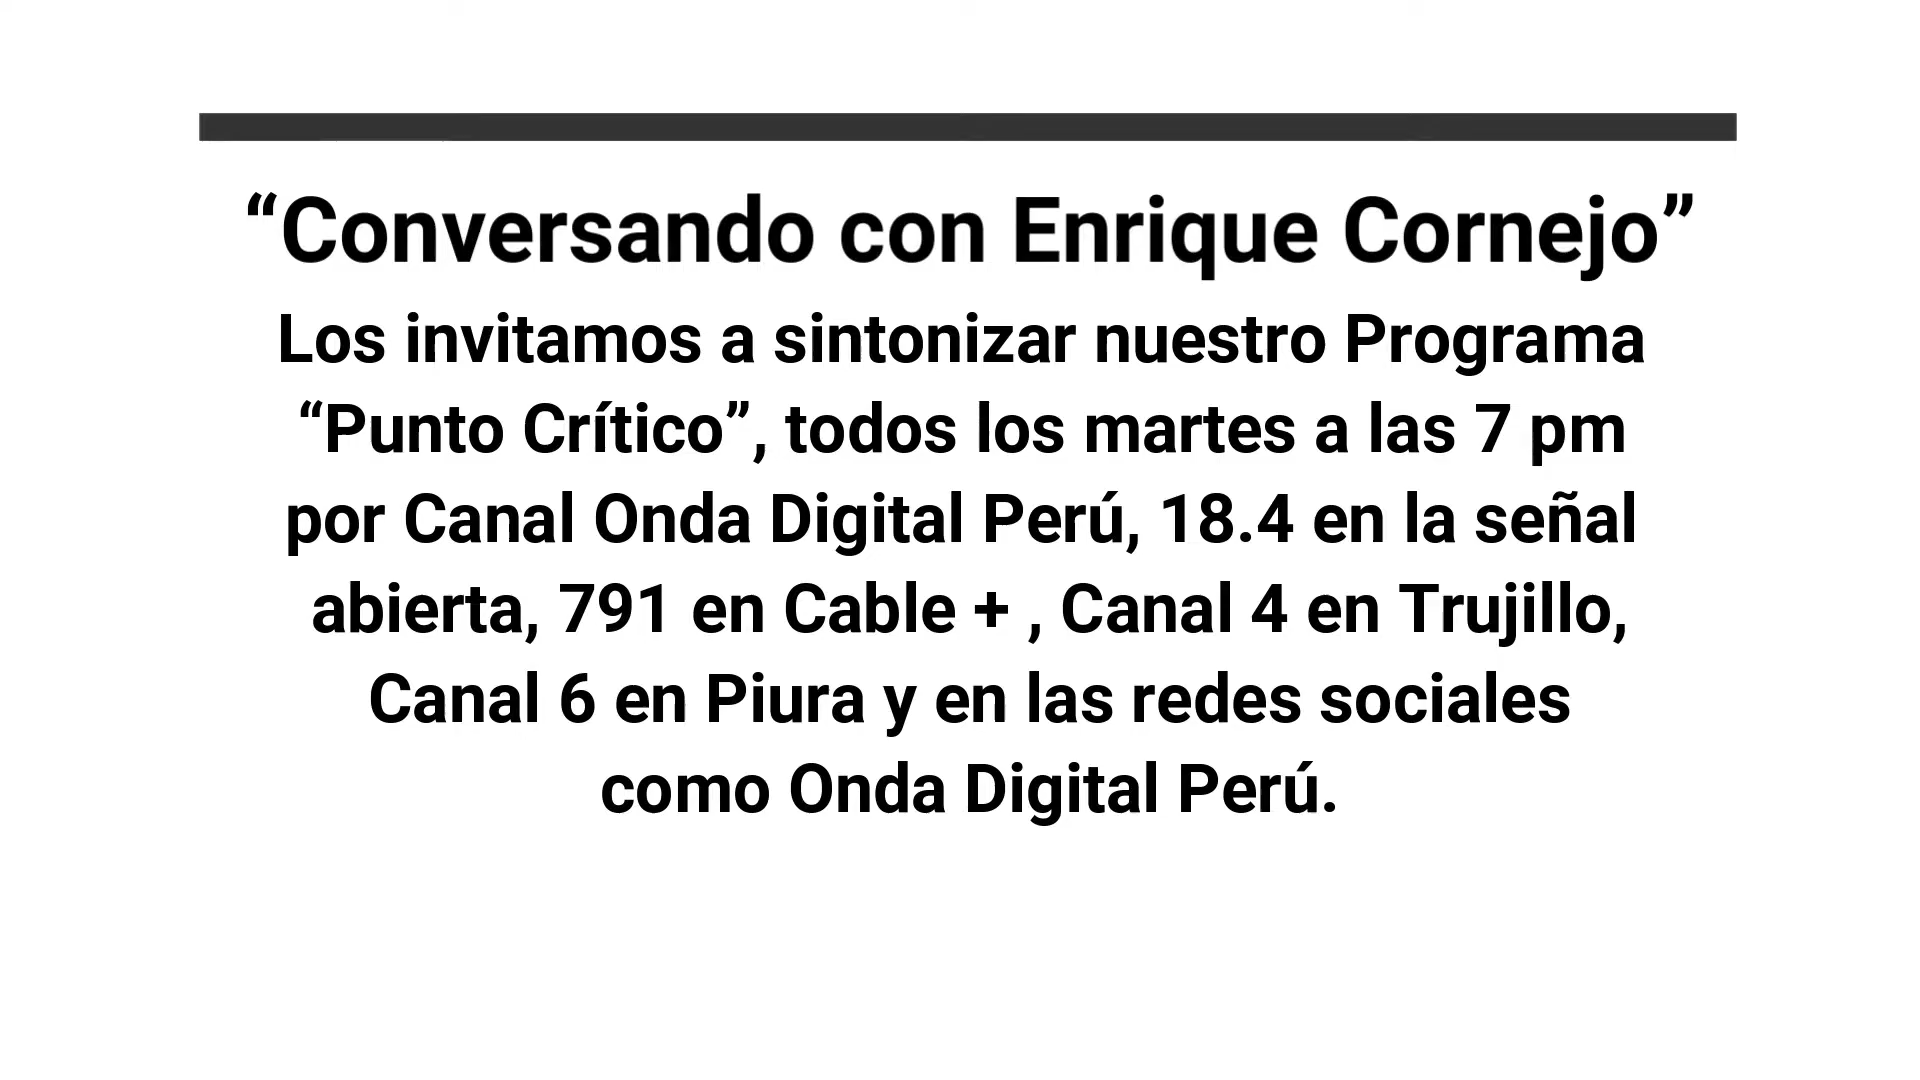 “Conversando con Enrique Cornejo”
Los invitamos a sintonizar nuestro Programa
“Punto Crítico”, todos los martes a las 7 pm
por Canal Onda Digital Perú, 18.4 en la señal
abierta, 791 en Cable + , Canal 4 en Trujillo,
Canal 6 en Piura y en las redes sociales
como Onda Digital Perú.